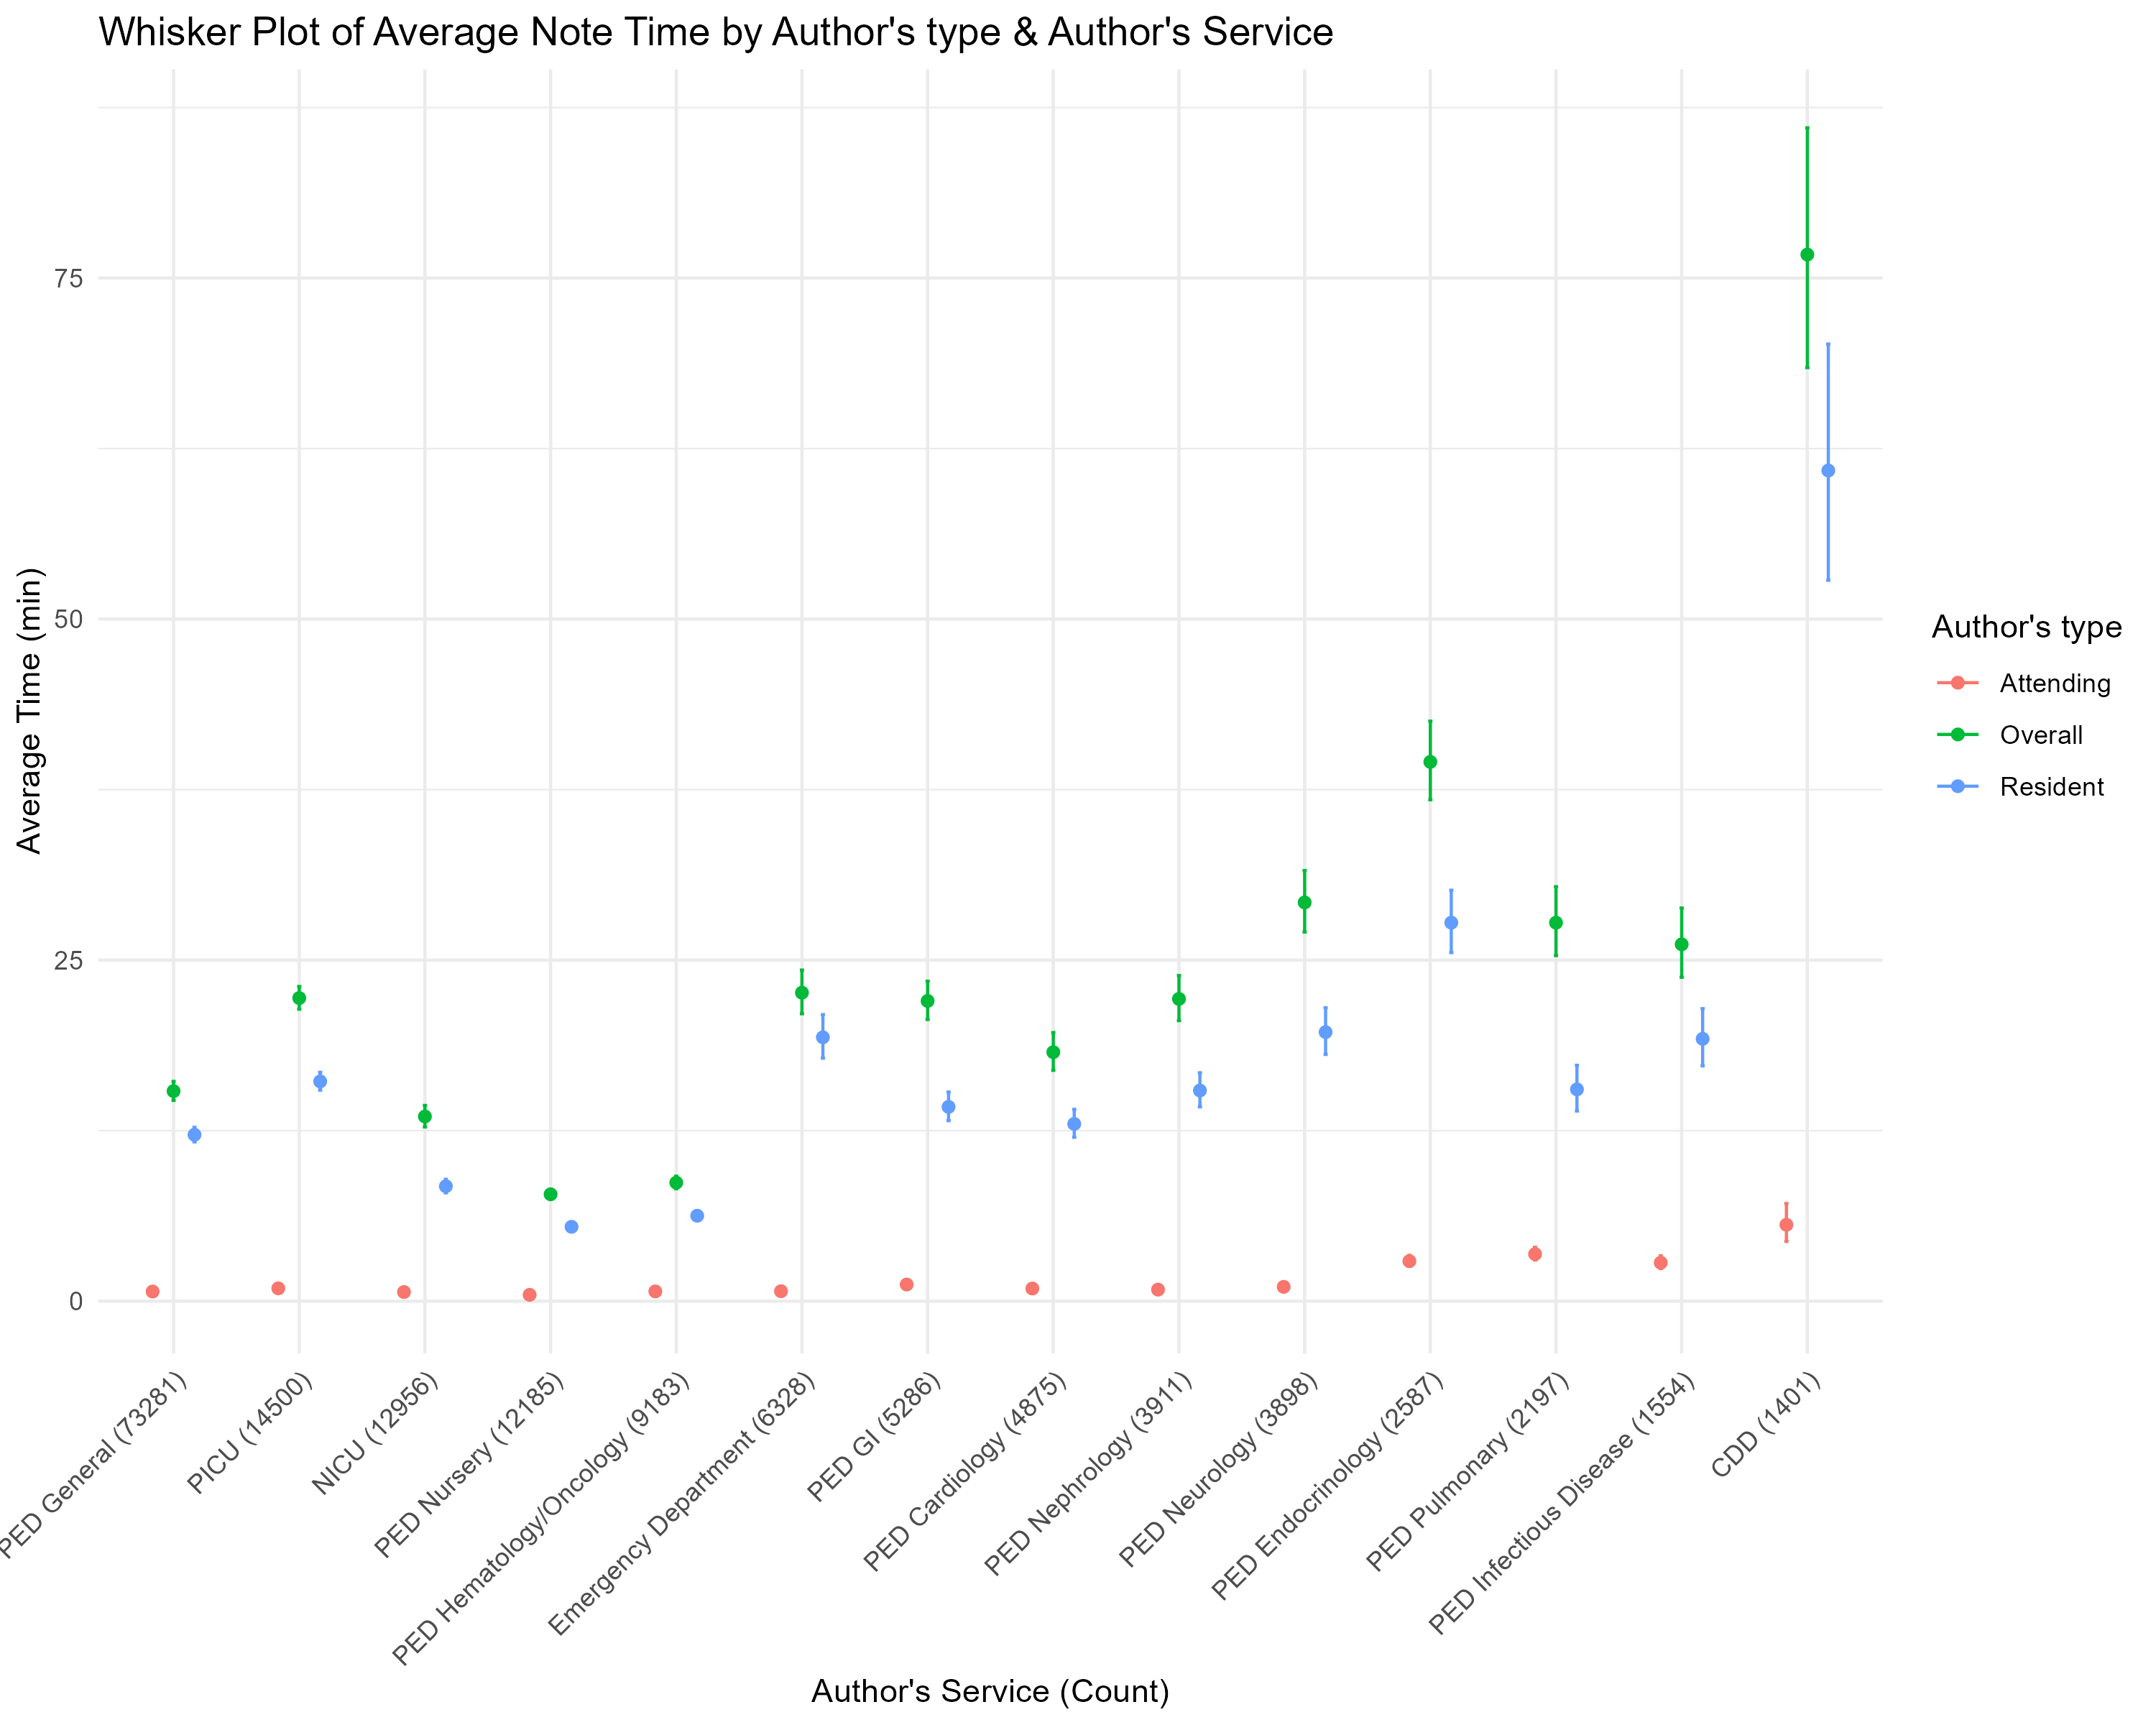 Whisker Plot of Average Note Time by Author's type & Author's Service
Average Time (min)
75
50
25
0
PED General (73281)
PICU (14500)
NICU (12956)
PED Nursery (12185)
PED Hematology/Oncology (9183)
Emergency Department (6328)
PED GI (5286)
PED Cardiology (4875)
PED Nephrology (3911)
PED Neurology (3898)
PED Endocrinology (2587)
PED Pulmonary (2197)
PED Infectious Disease (1554)
CDD (1401)
Author's Service (Count)
Author's type
Attending
Overall
Resident